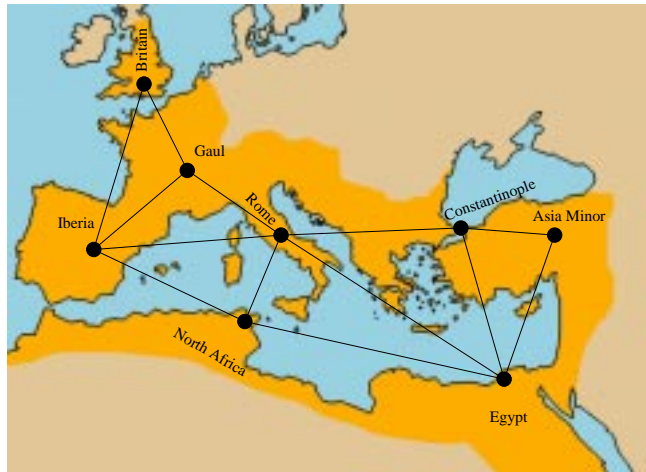 Britain
Gaul
Rome
Constantinople
Asia Minor
Iberia
North Africa
Egypt